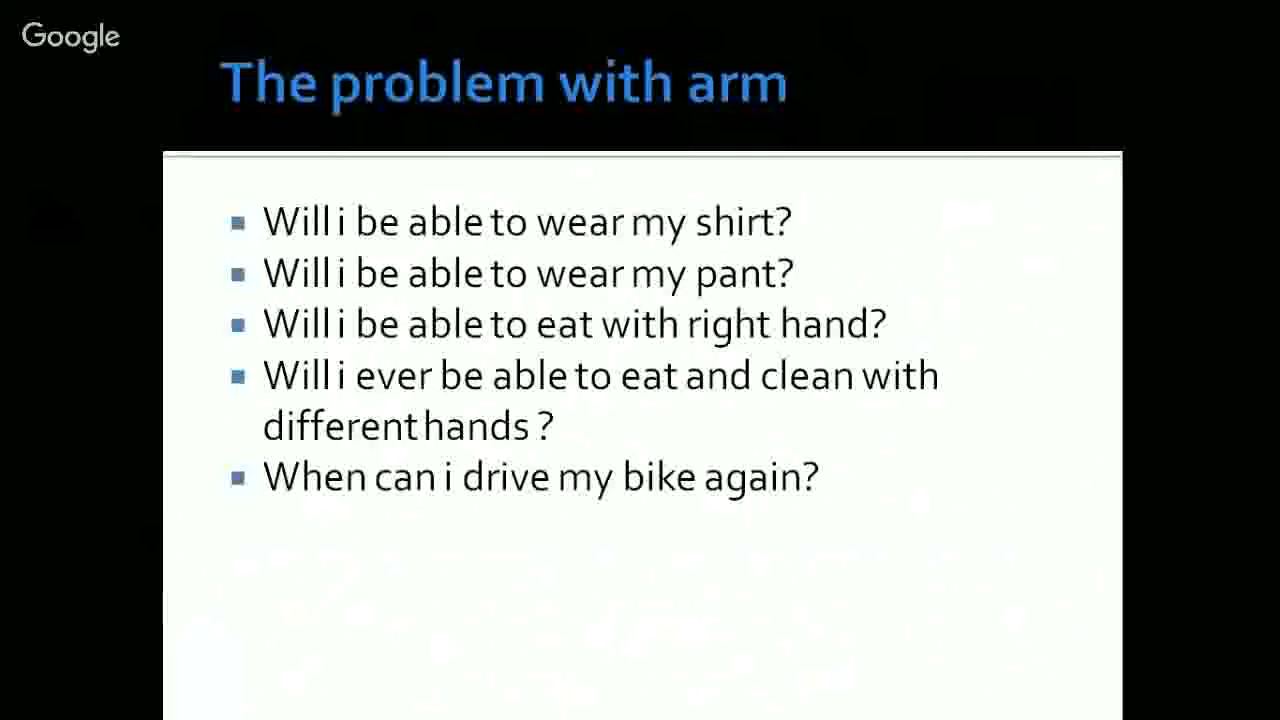 Google
The problem with arm
Will i be able to wear my shirt?
Will i be able to wear my pant?
Will i be able to eat with right hand?
Will i ever be able to eat and clean with
different hands ?
When can i drive my bike again?